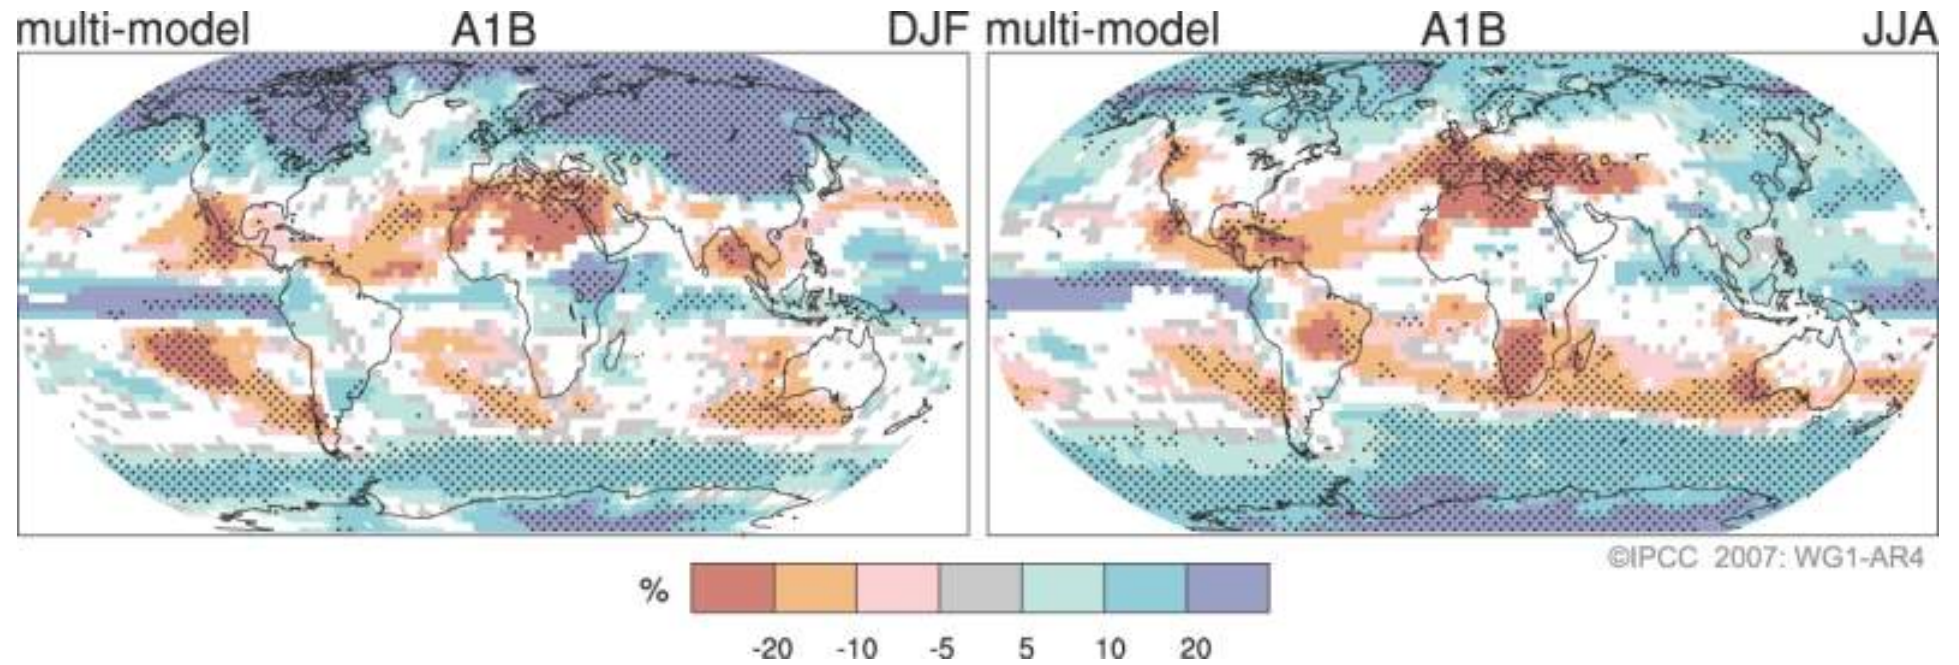 multi-model A1B DJF
multi-model A1B JJA
©IPCC 2007: WG1-AR4
%
-20 -10 -5 5 10 20